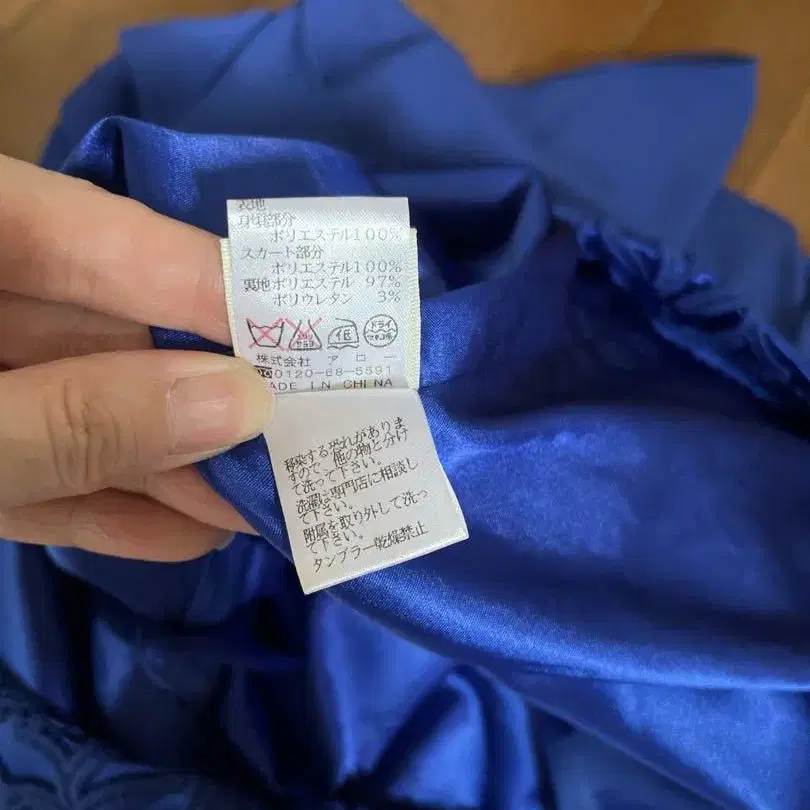 表地
身頃部分
ポリエステル100%
スカート部分
ポリエステル100%
裏地ポリエステル 97%
ポリウレタン 3%
低 ドライ
株式会社 アロー
0120-68-5591
MADE IN CHINA
移染する恐れがありま
すので、他の物と分け
て洗って下さい。
洗濯は専門店に相談し
て下さい。
附属を取り外して洗っ
て下さい。
タンブラー乾燥禁止